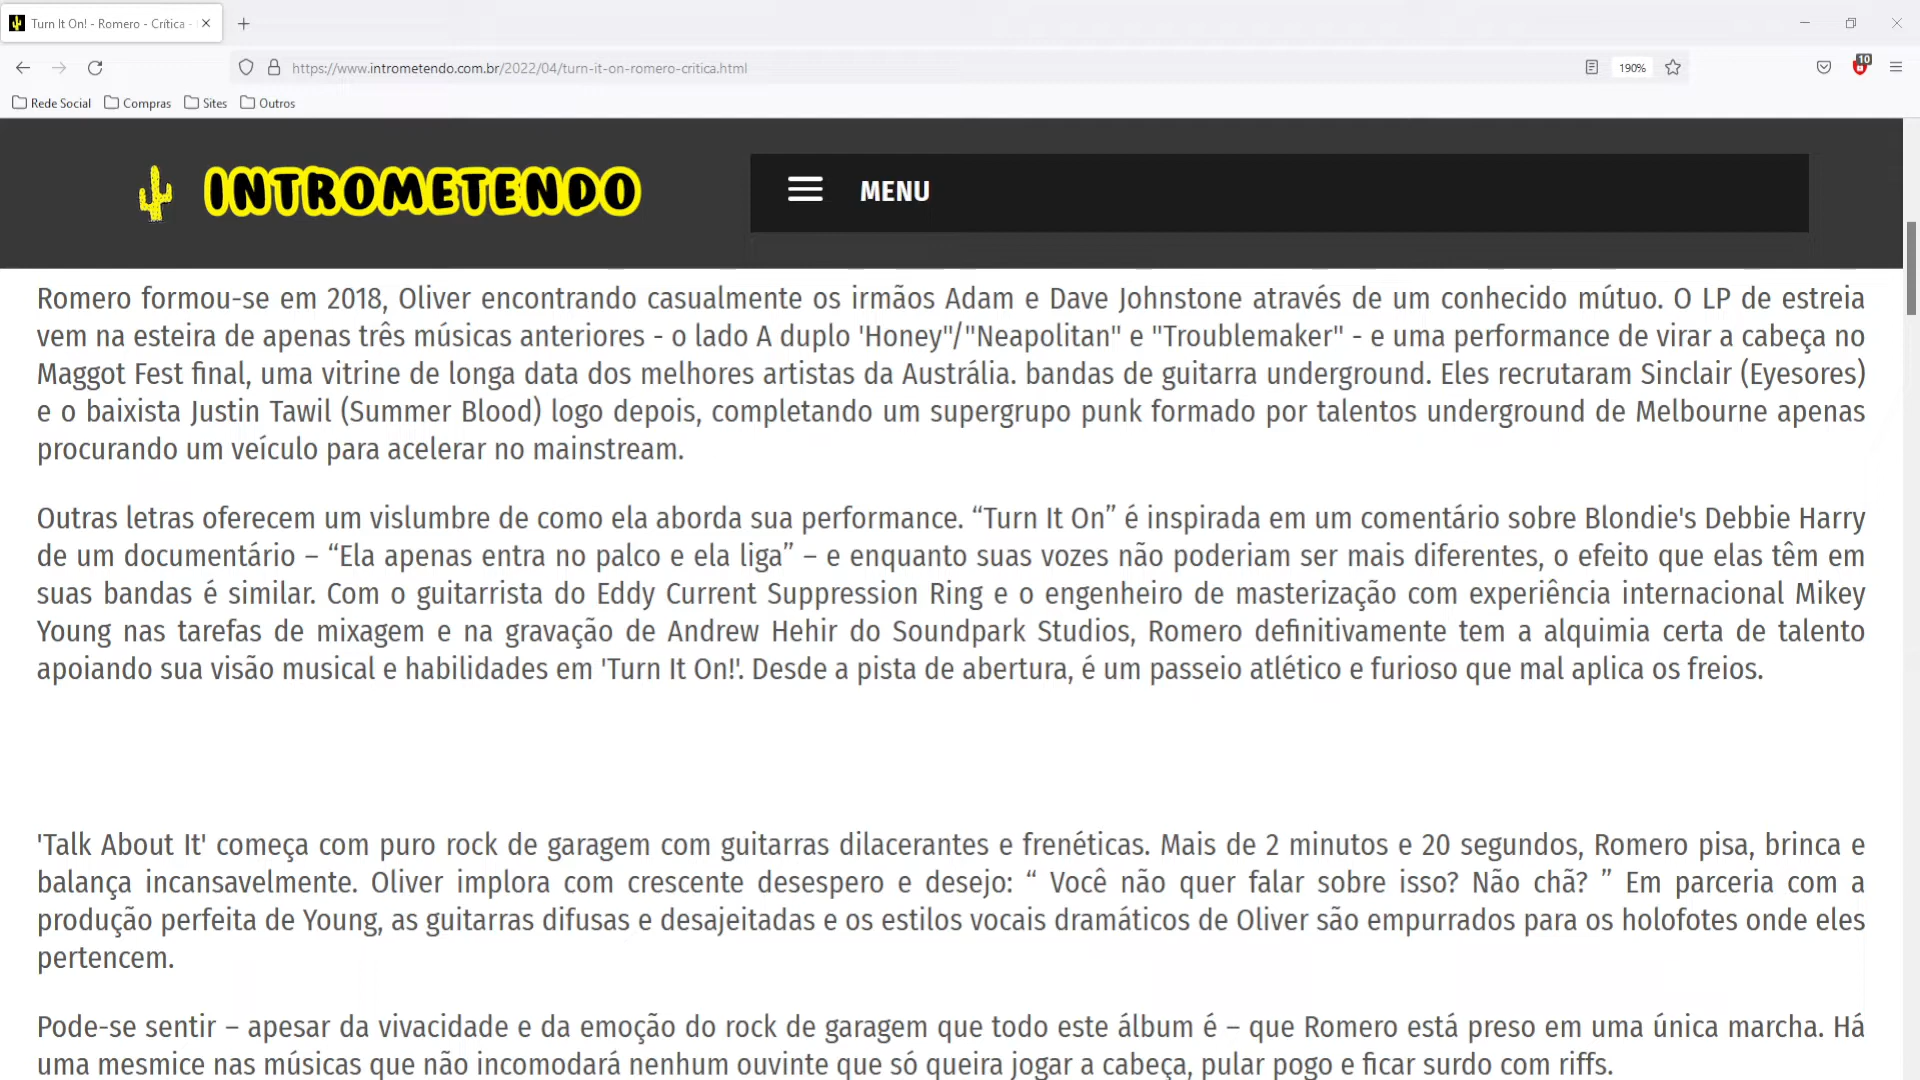 Turn It On! - Romero - Crítica -
https://www.intrometendo.com.br/2022/04/turn-it-on-romero-critica.html
190%
10
Rede Social
Compras
Sites
Outros
INTROMETENDO
MENU
Romero formou-se em 2018, Oliver encontrando casualmente os irmãos Adam e Dave Johnstone através de um conhecido mútuo. O LP de estreia
vem na esteira de apenas três músicas anteriores - o lado A duplo 'Honey"/"Neapolitan" e "Troublemaker" - e uma performance de virar a cabeça no
Maggot Fest final, uma vitrine de longa data dos melhores artistas da Austrália. bandas de guitarra underground. Eles recrutaram Sinclair (Eyesores)
e o baixista Justin Tawil (Summer Blood) logo depois, completando um supergrupo punk formado por talentos underground de Melbourne apenas
procurando um veículo para acelerar no mainstream.
Outras letras oferecem um vislumbre de como ela aborda sua performance. “Turn It On” é inspirada em um comentário sobre Blondie's Debbie Harry
de um documentário – “Ela apenas entra no palco e ela liga” – e enquanto suas vozes não poderiam ser mais diferentes, o efeito que elas têm em
suas bandas é similar. Com o guitarrista do Eddy Current Suppression Ring e o engenheiro de masterização com experiência internacional Mikey
Young nas tarefas de mixagem e na gravação de Andrew Hehir do Soundpark Studios, Romero definitivamente tem a alquimia certa de talento
apoiando sua visão musical e habilidades em 'Turn It On!'. Desde a pista de abertura, é um passeio atlético e furioso que mal aplica os freios.
'Talk About It' começa com puro rock de garagem com guitarras dilacerantes e frenéticas. Mais de 2 minutos e 20 segundos, Romero pisa, brinca e
balança incansavelmente. Oliver implora com crescente desespero e desejo: “ Você não quer falar sobre isso? Não chã? ” Em parceria com a
produção perfeita de Young, as guitarras difusas e desajeitadas e os estilos vocais dramáticos de Oliver são empurrados para os holofotes onde eles
pertencem.
Pode-se sentir – apesar da vivacidade e da emoção do rock de garagem que todo este álbum é – que Romero está preso em uma única marcha. Há
uma mesmice nas músicas que não incomodará nenhum ouvinte que só queira jogar a cabeça, pular pogo e ficar surdo com riffs.